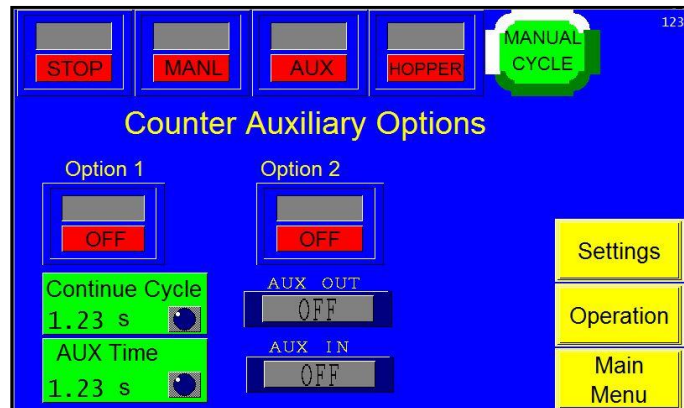 123
MANUAL
CYCLE
STOP
MANL
AUX
HOPPER
Counter Auxiliary Options
Option 1
Option 2
OFF
OFF
Settings
Continue Cycle
1.23 s
AUX OUT
OFF
Operation
AUX Time
1.23 s
AUX IN
OFF
Main
Menu